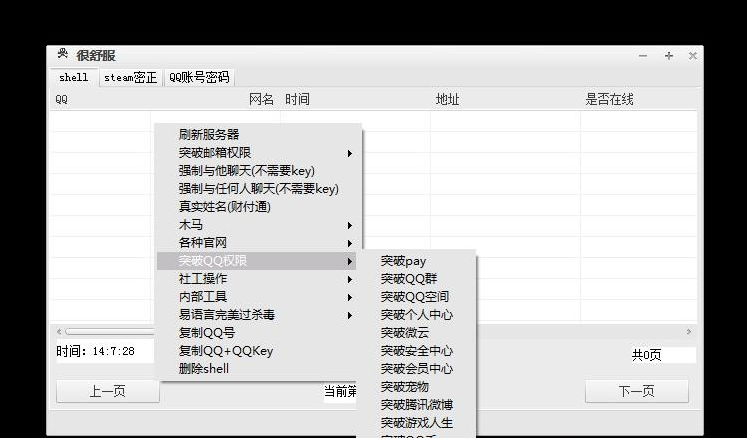 很舒服
shell steam密正 QQ账号密码
QQ 网名 时间 地址 是否在线
刷新服务器
突破邮箱权限
强制与他聊天(不需要key)
强制与任何人聊天(不需要key)
真实姓名(财付通)
木马
各种官网
突破QQ权限
社工操作
内部工具
易语言完美过杀毒
复制QQ号
复制QQ+QQKey
删除shell
突破pay
突破QQ群
突破QQ空间
突破个人中心
突破微云
突破安全中心
突破会员中心
突破宠物
突破腾讯微博
突破游戏人生
时间: 14:7:28
共0页
上一页
当前第
下一页